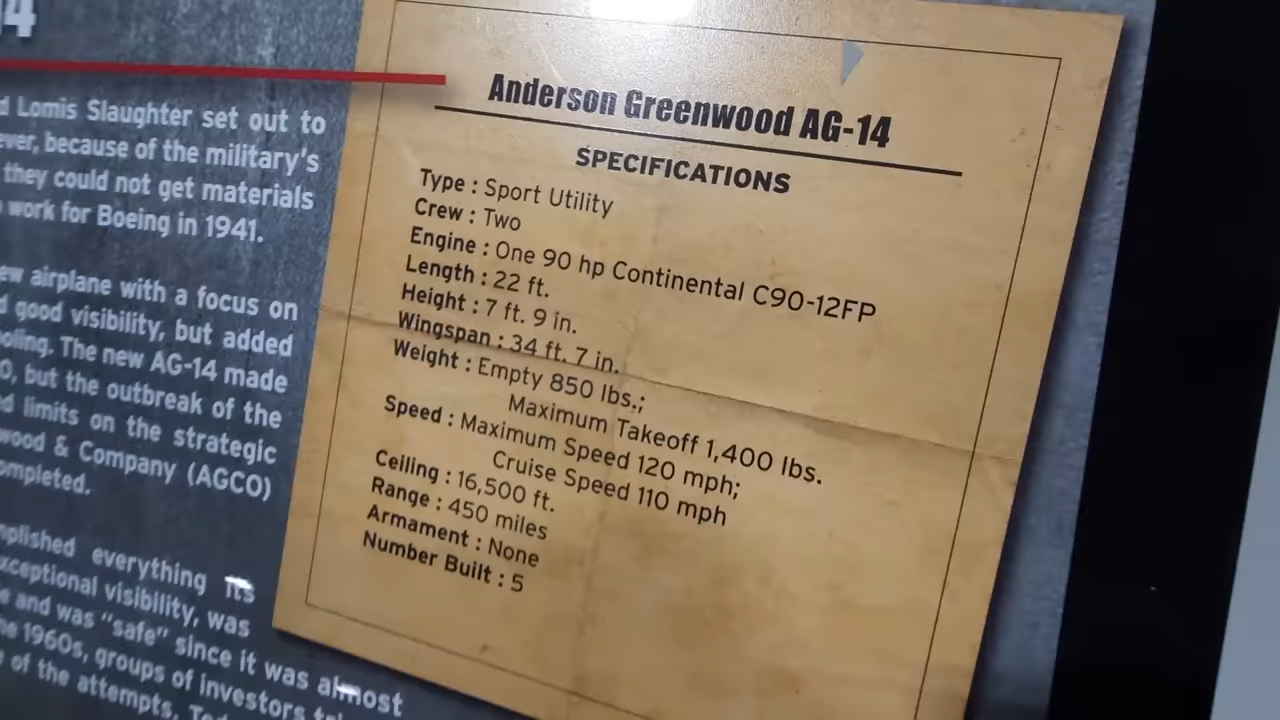 4
Lomis Slaughter set out to
because of the military's
they could not get materials
work for Boeing in 1941.
airplane with a focus on
good visibility, but added
The new AG-14 made
but the outbreak of the
limits on the strategic
& Company (AGCO)
everything its
visibility, was
and was "safe" since it was almost
1960s, groups of investors
of the attempts.
Anderson Greenwood AG-14
SPECIFICATIONS
Type : Sport Utility
Crew : Two
Engine : One 90 hp Continental C90-12FP
Length : 22 ft.
Height : 7 ft. 9 in.
Wingspan : 34 ft. 7 in.
Weight : Empty 850 lbs.;
Maximum Takeoff 1,400 lbs.
Speed : Maximum Speed 120 mph;
Cruise Speed 110 mph
Ceiling : 16,500 ft.
Range : 450 miles
Armament : None
Number Built : 5